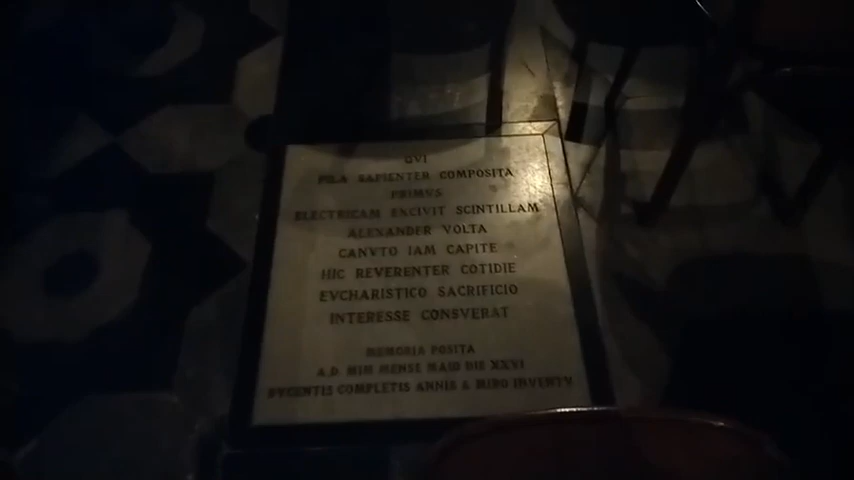 QVI
PILA SAPIENTER COMPOSITA
PRIMVS
ELECTRICAM EXCIVIT SCINTILLAM
ALEXANDER VOLTA
CANVTO IAM CAPITE
HIC REVERENTER COTIDIE
EVCHARISTICO SACRIFICIO
INTERESSE CONSVERAT
MEMORIA POSITA
A.D. MIM MENSE MAIO DIE XXVI
DVCENTIS COMPLETIS ANNIS A MIRO INVENTV